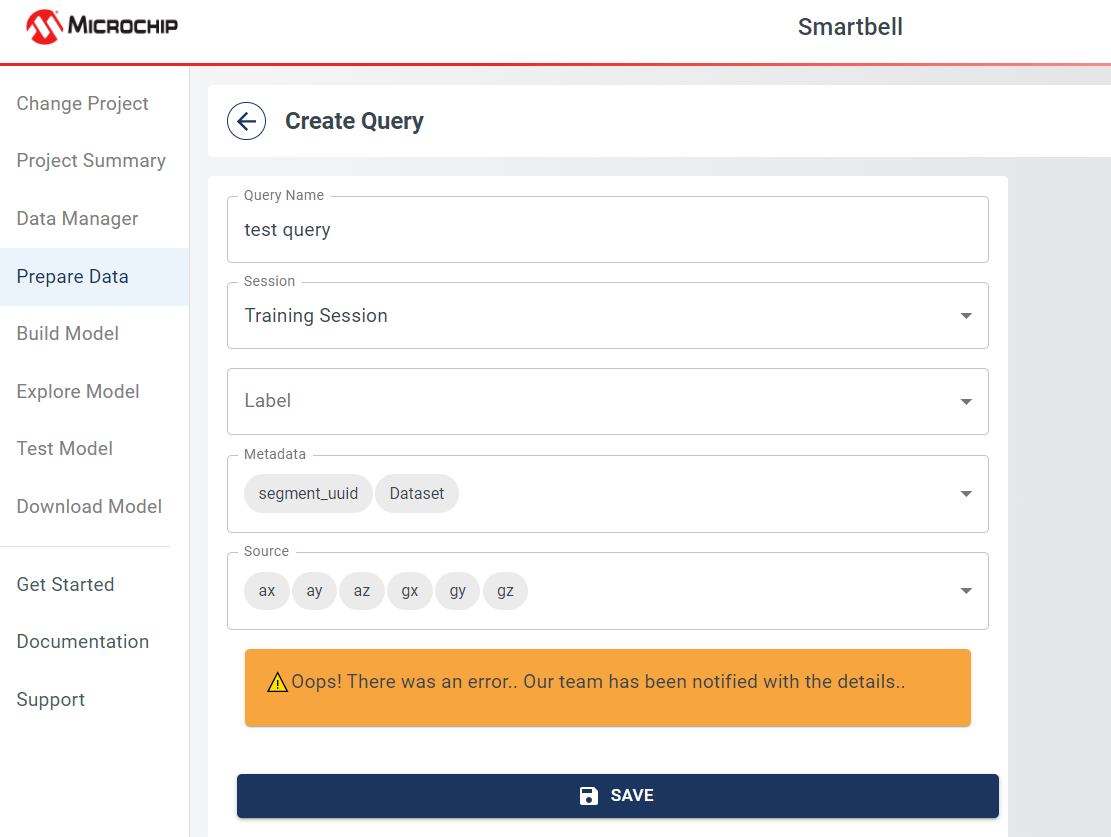 MICROCHIP
Smartbell
Change Project
Project Summary
Data Manager
Prepare Data
Build Model
Explore Model
Test Model
Download Model
Get Started
Documentation
Support
Create Query
Query Name
test query
Session
Training Session
Label
Metadata
segment_uuid Dataset
Source
ax ay az gx gy gz
Oops! There was an error.. Our team has been notified with the details..
SAVE